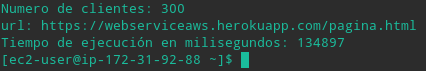 Numero de clientes: 300
url: https://webserviceaws.herokuapp.com/pagina.html
Tiempo de ejecución en milisegundos: 134897
[ec2-user@ip-172-31-92-88 ~]$